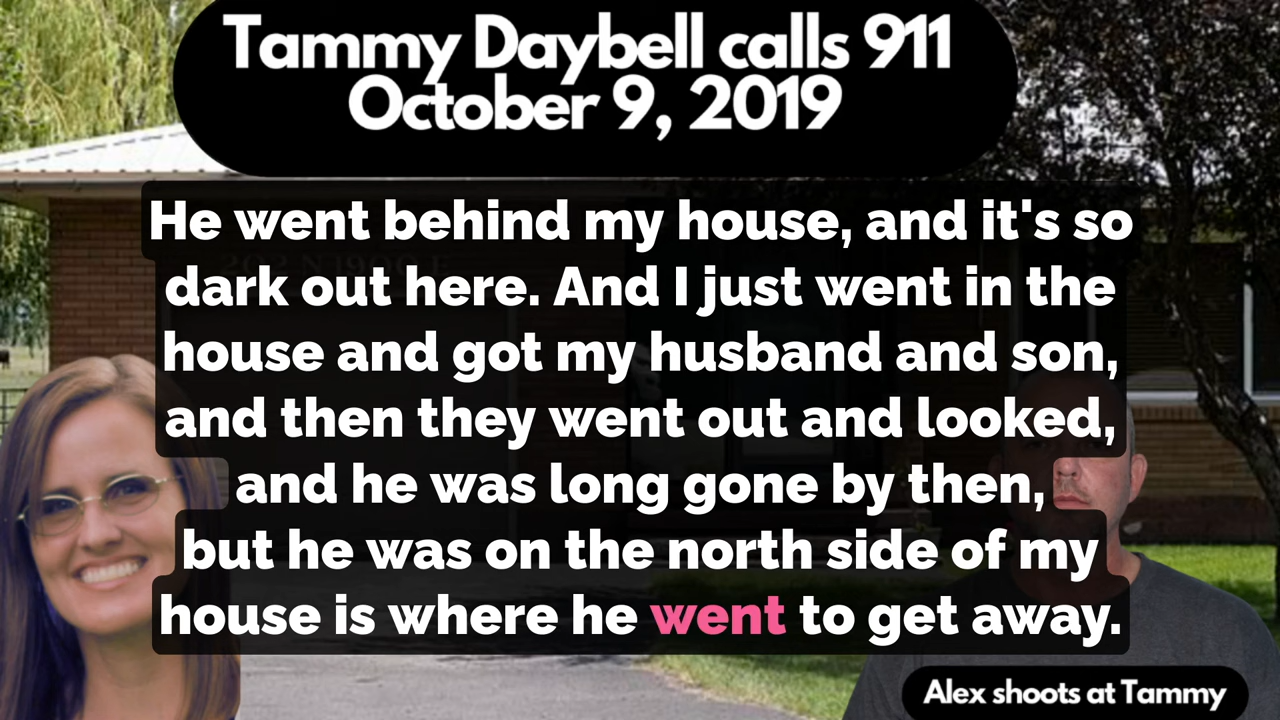 Tammy Daybell calls 911
October 9, 2019
He went behind my house, and it's so
dark out here. And I just went in the
house and got my husband and son,
and then they went out and looked,
and he was long gone by then,
but he was on the north side of my
house is where he went to get away.
Alex shoots at Tammy